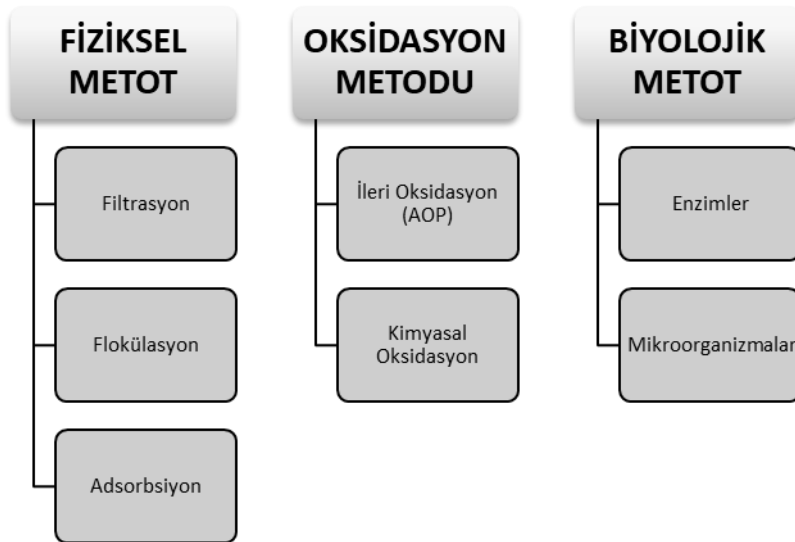 FİZİKSEL
METOT
Filtrasyon
Flokülasyon
Adsorbsiyon
OKSİDASYON
METODU
İleri Oksidasyon
(AOP)
Kimyasal
Oksidasyon
BİYOLOJİK
METOT
Enzimler
Mikroorganizmalar